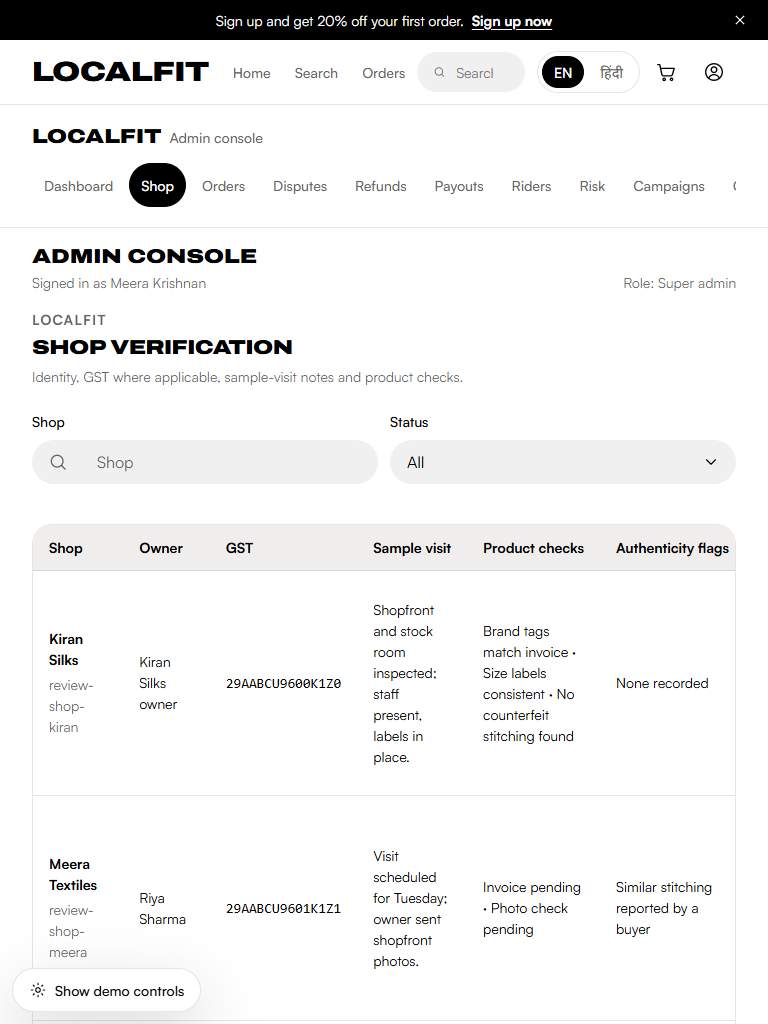 Sign up and get 20% off your first order. Sign up now
LOCALFIT Home Search Orders Searcl EN हिंदी
LOCALFIT Admin console
Dashboard Shop Orders Disputes Refunds Payouts Riders Risk Campaigns
ADMIN CONSOLE
Signed in as Meera Krishnan Role: Super admin
LOCALFIT
SHOP VERIFICATION
Identity, GST where applicable, sample-visit notes and product checks.
Shop Status
Shop All
Shop Owner GST Sample visit Product checks Authenticity flags
Kiran
Silks
review-
shop-
kiran
Kiran
Silks
owner
29AABCU9600K1Z0
Shopfront
and stock
room
inspected;
staff
present,
labels in
place.
Brand tags
match invoice ·
Size labels
consistent · No
counterfeit
stitching found
None recorded
Meera
Textiles
review-
shop-
meera
Riya
Sharma
29AABCU9601K1Z1
Visit
scheduled
for Tuesday;
owner sent
shopfront
photos.
Invoice pending
· Photo check
pending
Similar stitching
reported by a
buyer
Show demo controls